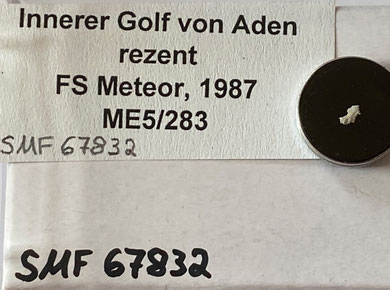 Innerer Golf von Aden
rezent
FS Meteor, 1987
ME5/283
SMF 67832
SMF 67832